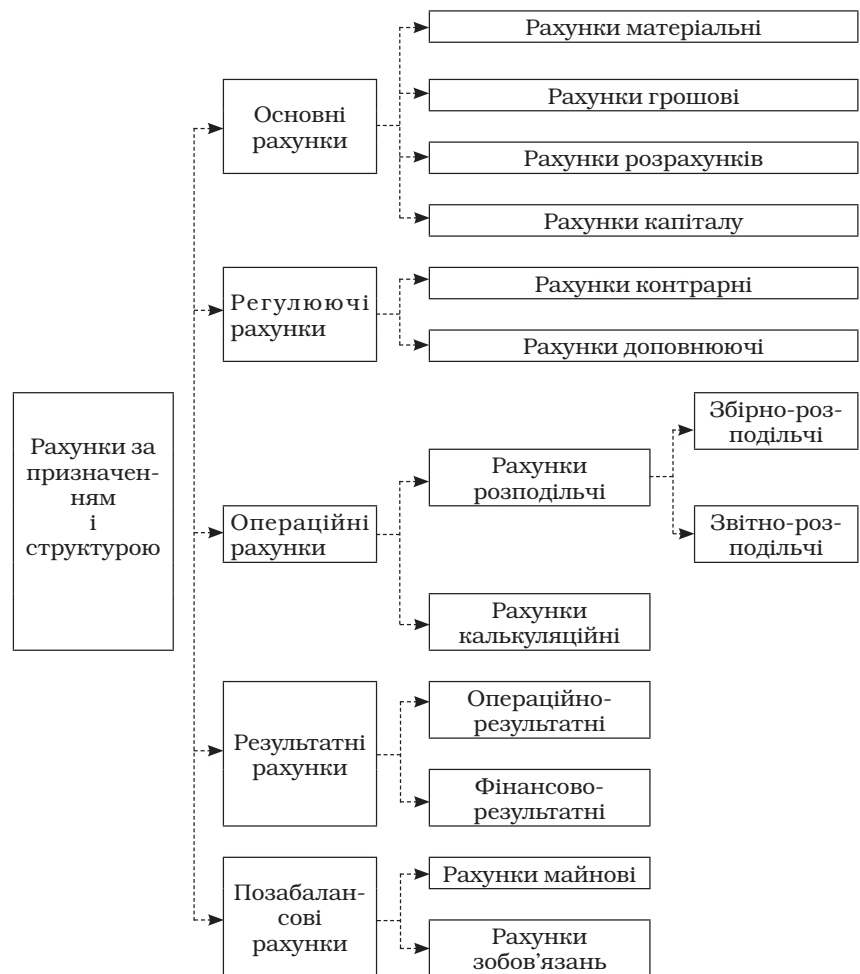 Рахунки за
призначен-
ням
і
структурою
Основні
рахунки
Рахунки матеріальні
Рахунки грошові
Рахунки розрахунків
Рахунки капіталу
Регулюючі
рахунки
Рахунки контрарні
Рахунки доповнюючі
Операційні
рахунки
Рахунки
розподільчі
Збірно-роз-
подільчі
Звітно-роз-
подільчі
Рахунки
калькуляційні
Результатні
рахунки
Операційно-
результатні
Фінансово-
результатні
Позабалан-
сові
рахунки
Рахунки майнові
Рахунки
зобов'язань